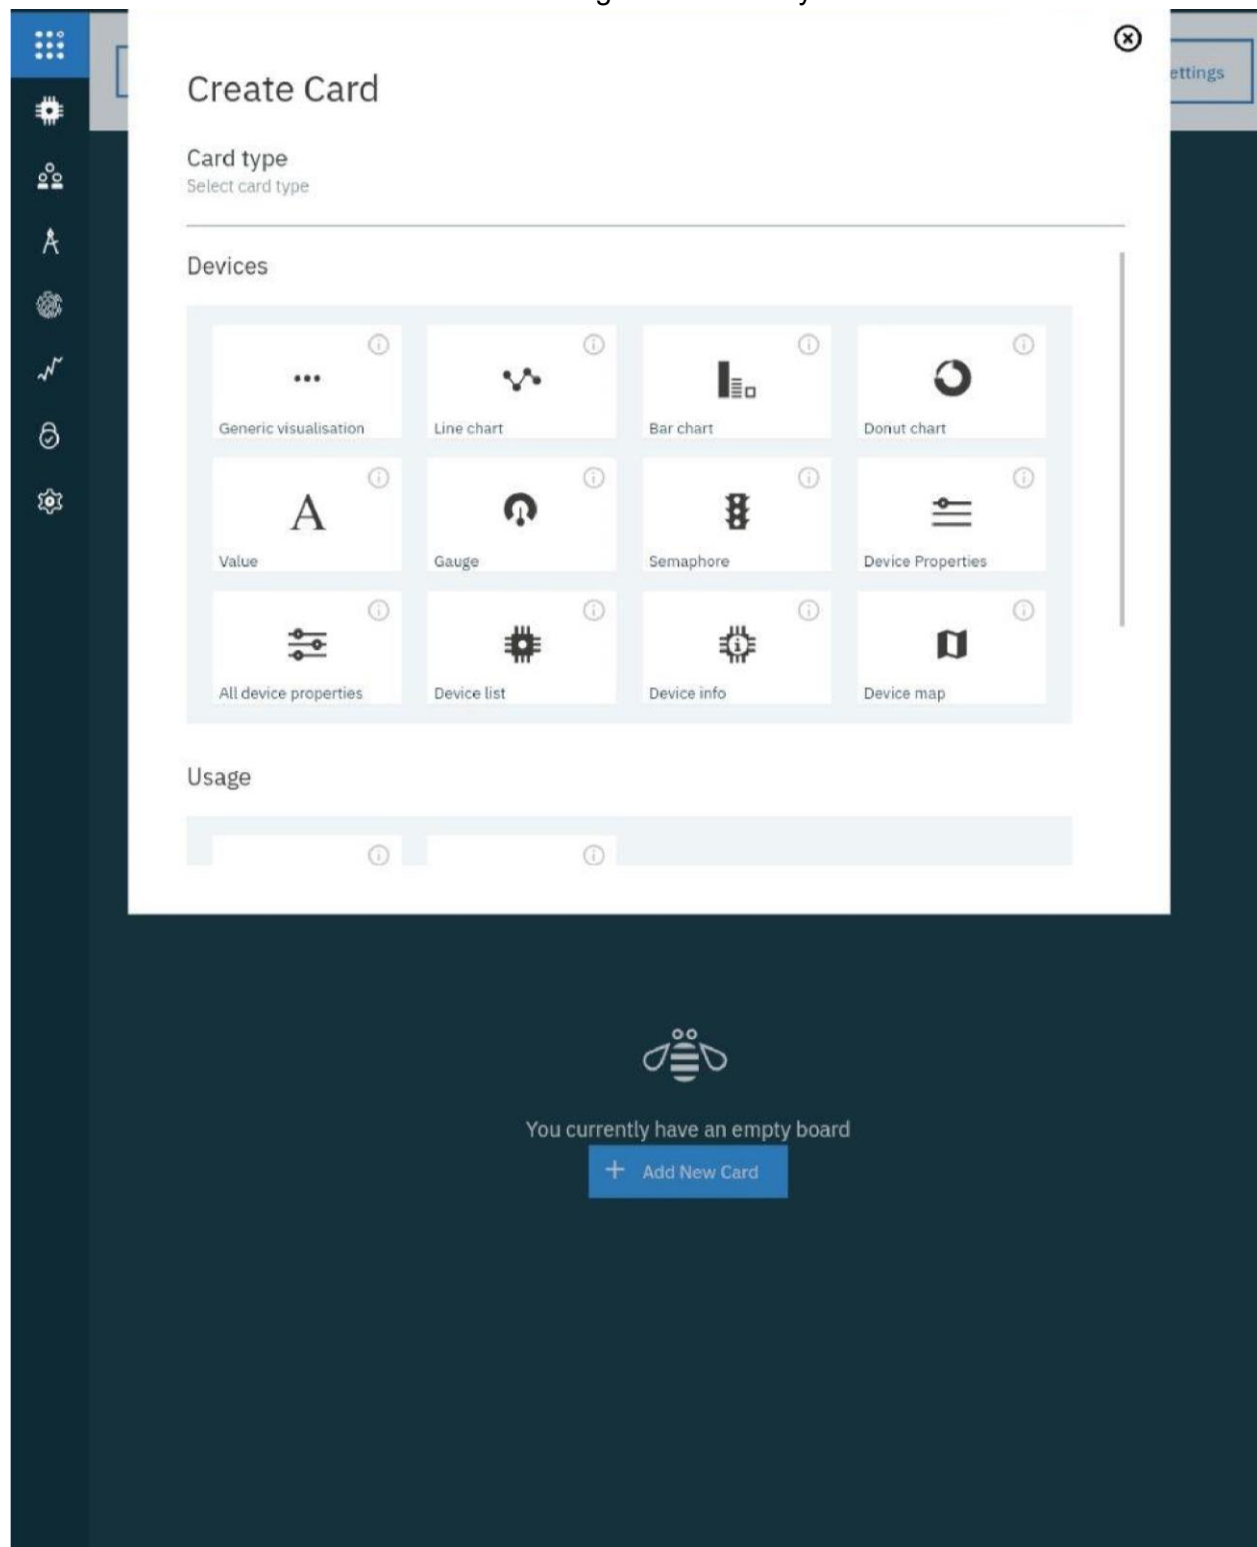 Create Card
ettings
Card type
Select card type
Devices
Generic visualisation
Line chart
Bar chart
Donut chart
A
Value
Gauge
Semaphore
Device Properties
All device properties
Device list
Device info
Device map
Usage
You currently have an empty board
+ Add New Card